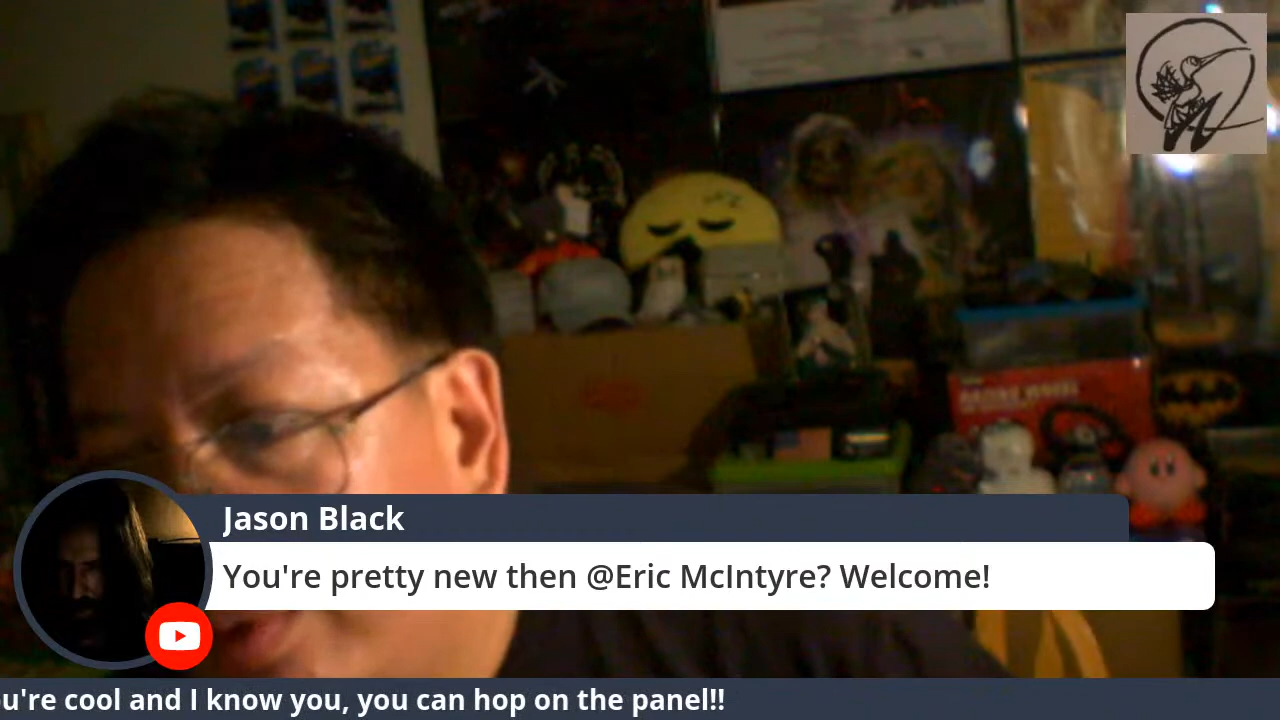 Jason Black
You're pretty new then @Eric McIntyre? Welcome!
ou're cool and I know you, you can hop on the panel!!